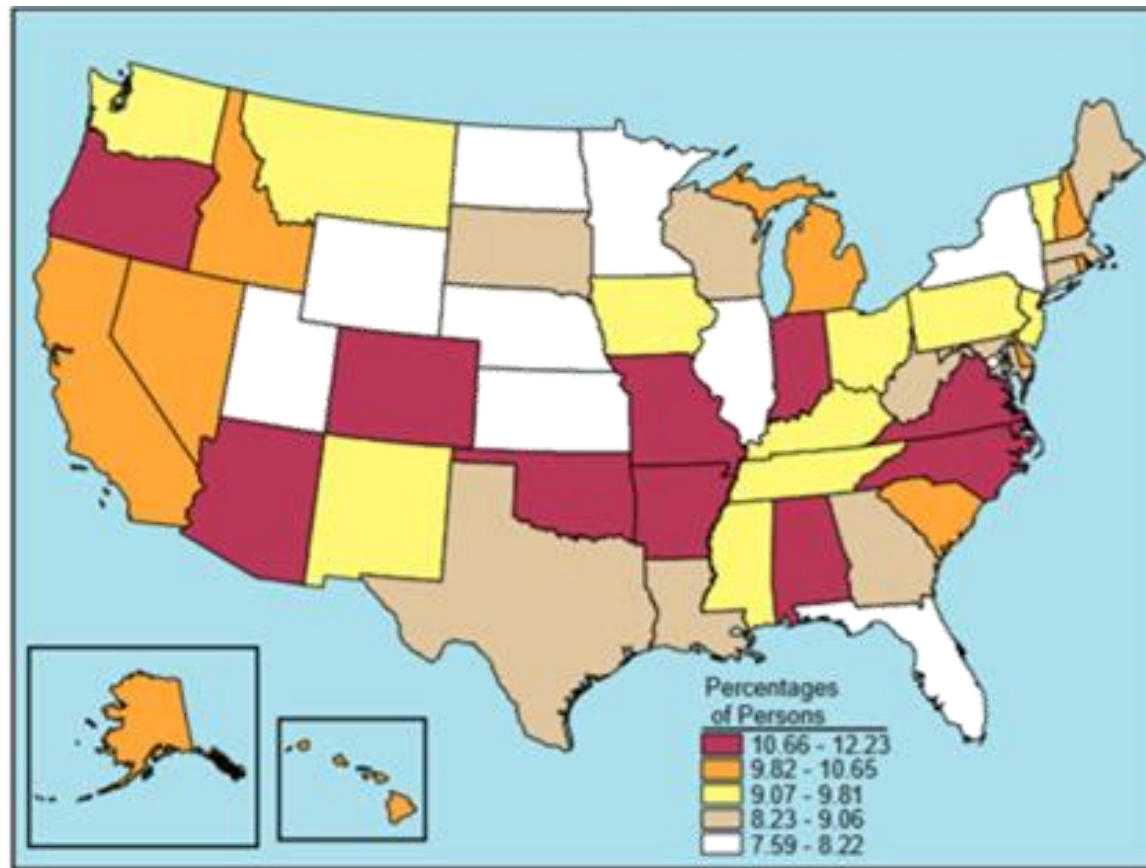 Percentages
of Persons
10.66 - 12.23
9.82 - 10.65
9.07 - 9.81
8.23 - 9.06
7.59 - 8.22